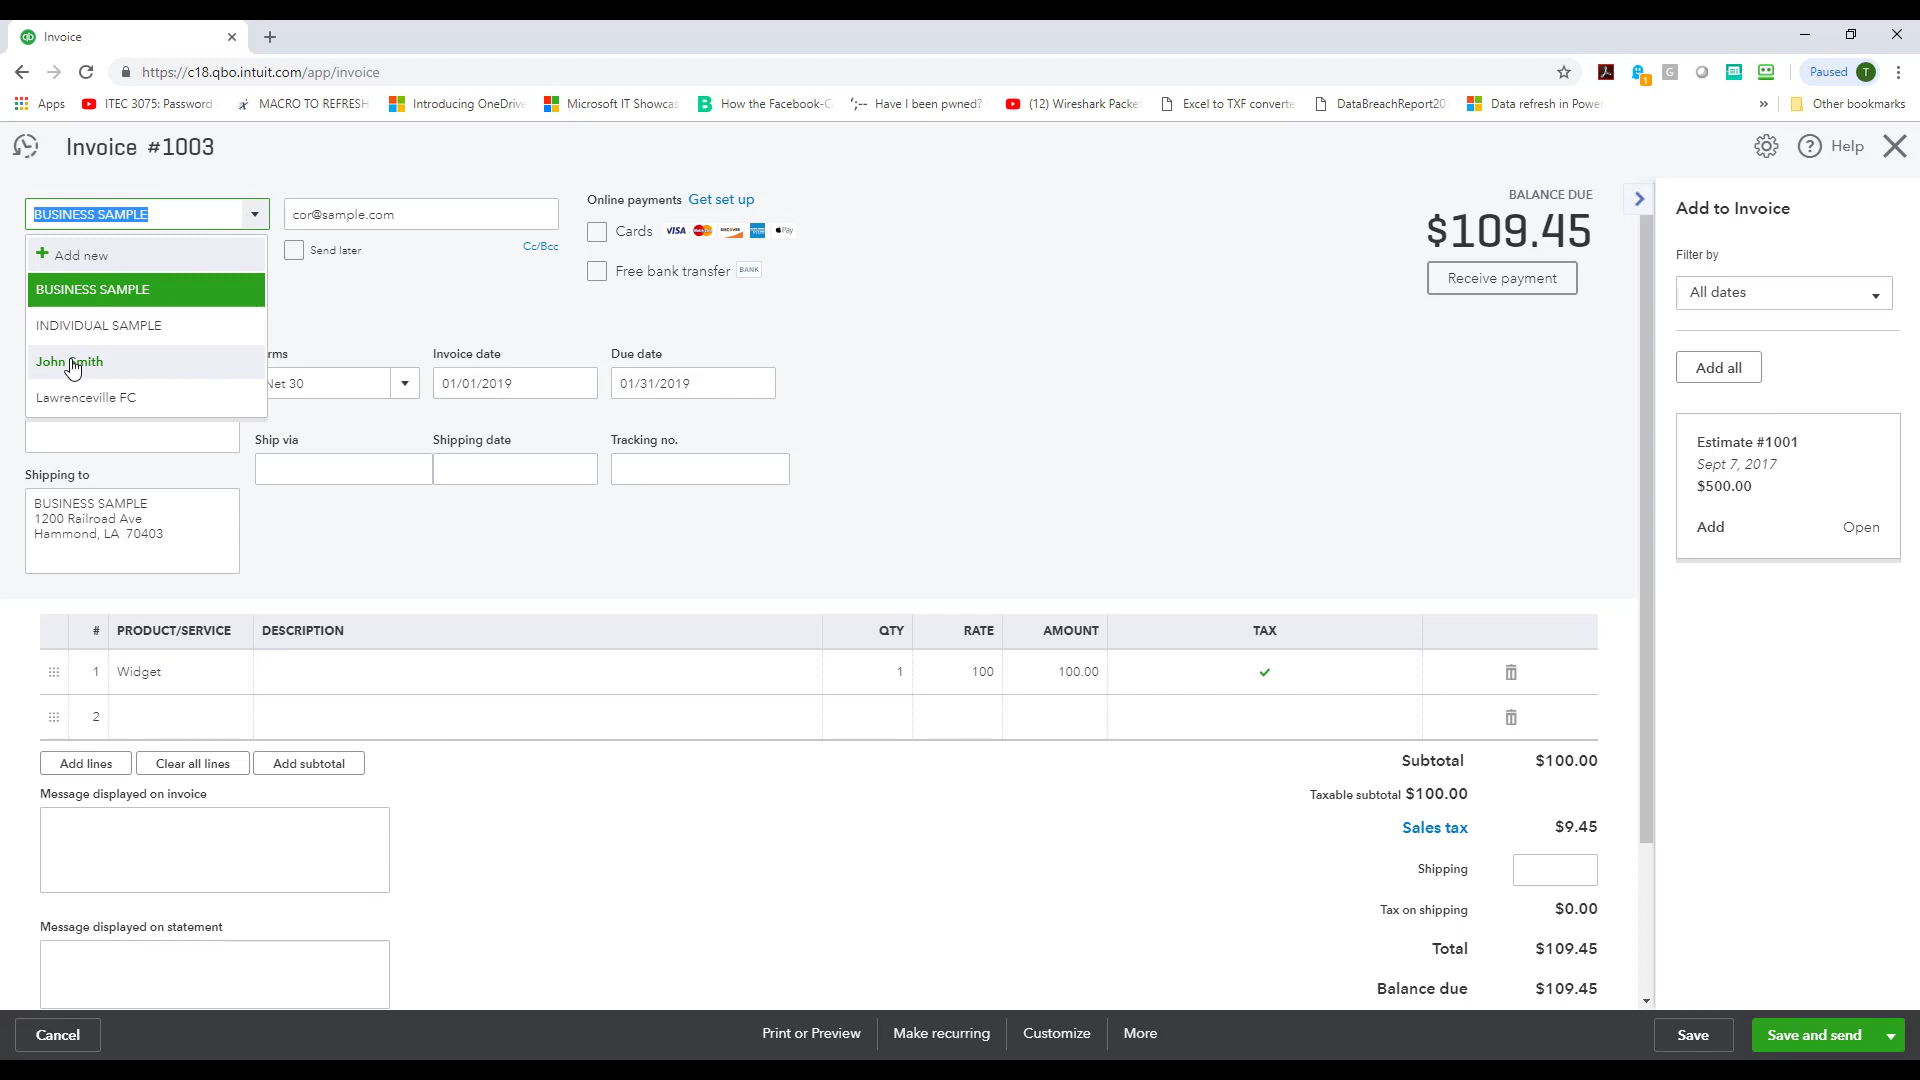 Invoice
https://c18.qbo.intuit.com/app/invoice
Paused T
Apps ITEC 3075: Password MACRO TO REFRESH Introducing OneDrive Microsoft IT Showcas How the Facebook-C Have I been pwned? (12) Wireshark Packe Excel to TXF converte DataBreachReport20 Data refresh in Powe » Other bookmarks
Invoice #1003
Help
BUSINESS SAMPLE
cor@sample.com
Online payments Get set up
BALANCE DUE
$109.45
Add to Invoice
Cards VISA DISCOVER Pay
Send later Cc/Bcc
Add new
Filter by
Free bank transfer BANK
Receive payment
BUSINESS SAMPLE
All dates
INDIVIDUAL SAMPLE
rms Invoice date Due date
John Smith
Add all
Net 30 01/01/2019 01/31/2019
Lawrenceville FC
Ship via Shipping date Tracking no.
Estimate #1001
Sept 7, 2017
$500.00
Add Open
Shipping to
BUSINESS SAMPLE
1200 Railroad Ave
Hammond, LA 70403
# PRODUCT/SERVICE DESCRIPTION QTY RATE AMOUNT TAX
1 Widget 1 100 100.00
2
Add lines Clear all lines Add subtotal
Subtotal $100.00
Message displayed on invoice
Taxable subtotal $100.00
Sales tax $9.45
Shipping
Tax on shipping $0.00
Message displayed on statement
Total $109.45
Balance due $109.45
Cancel Print or Preview Make recurring Customize More Save Save and send